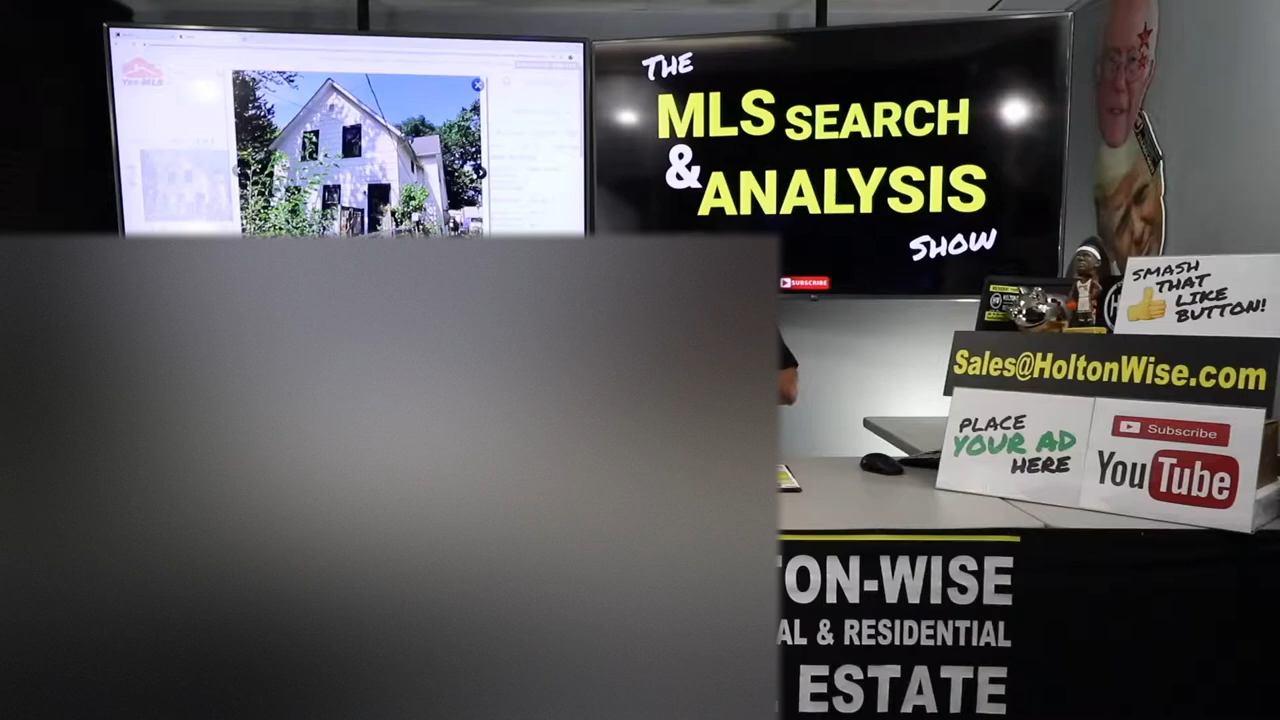 THE
MLS SEARCH
& ANALYSIS
SHOW
SUBSCRIBE
SMASH
THAT
LIKE
BUTTON!
Sales@HoltonWise.com
PLACE
YOUR AD
HERE
Subscribe
YouTube
TON-WISE
AL & RESIDENTIAL
ESTATE